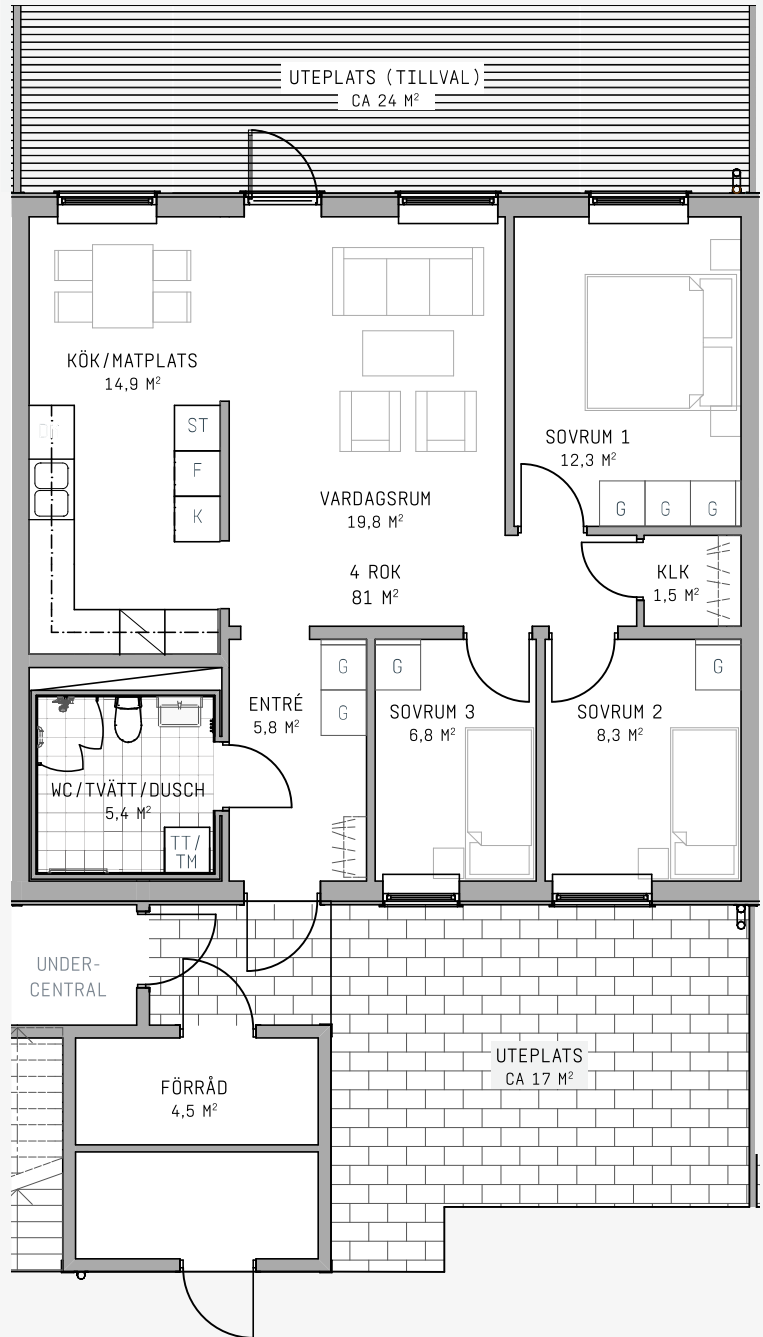 UTEPLATS (TILLVAL)
CA 24 M²
KÖK/MATPLATS
14,9 M²
DM
ST
F
K
VARDAGSRUM
19,8 M²
4 ROK
81 M²
SOVRUM 1
12,3 M²
G
G
G
KLK
1,5 M²
ENTRÉ
5,8 M²
G
G
G
SOVRUM 3
6,8 M²
SOVRUM 2
8,3 M²
G
WC/TVÄTT/DUSCH
5,4 M²
TT/
TM
UNDER-
CENTRAL
FÖRRÅD
4,5 M²
UTEPLATS
CA 17 M²